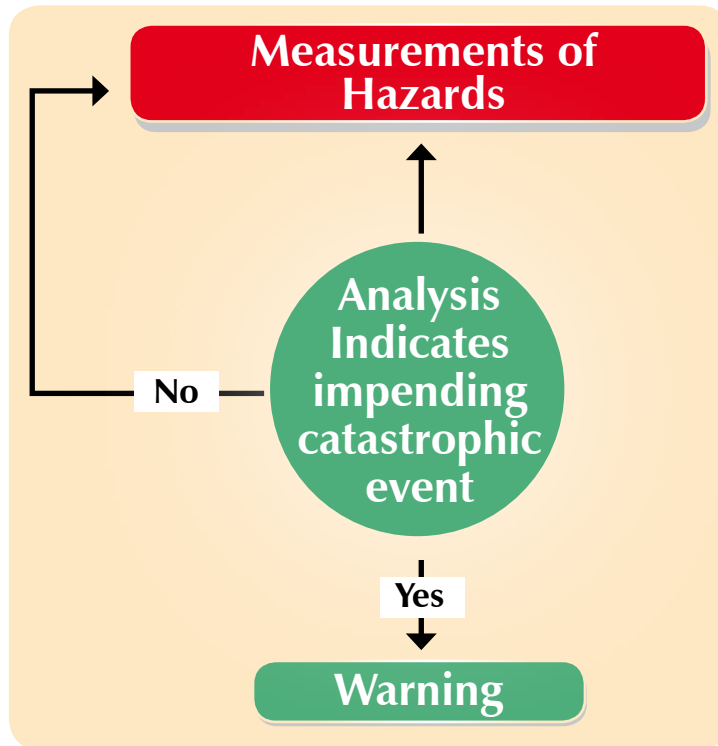 Measurements of
Hazards
Analysis
Indicates
impending
catastrophic
event
No
Yes
Warning